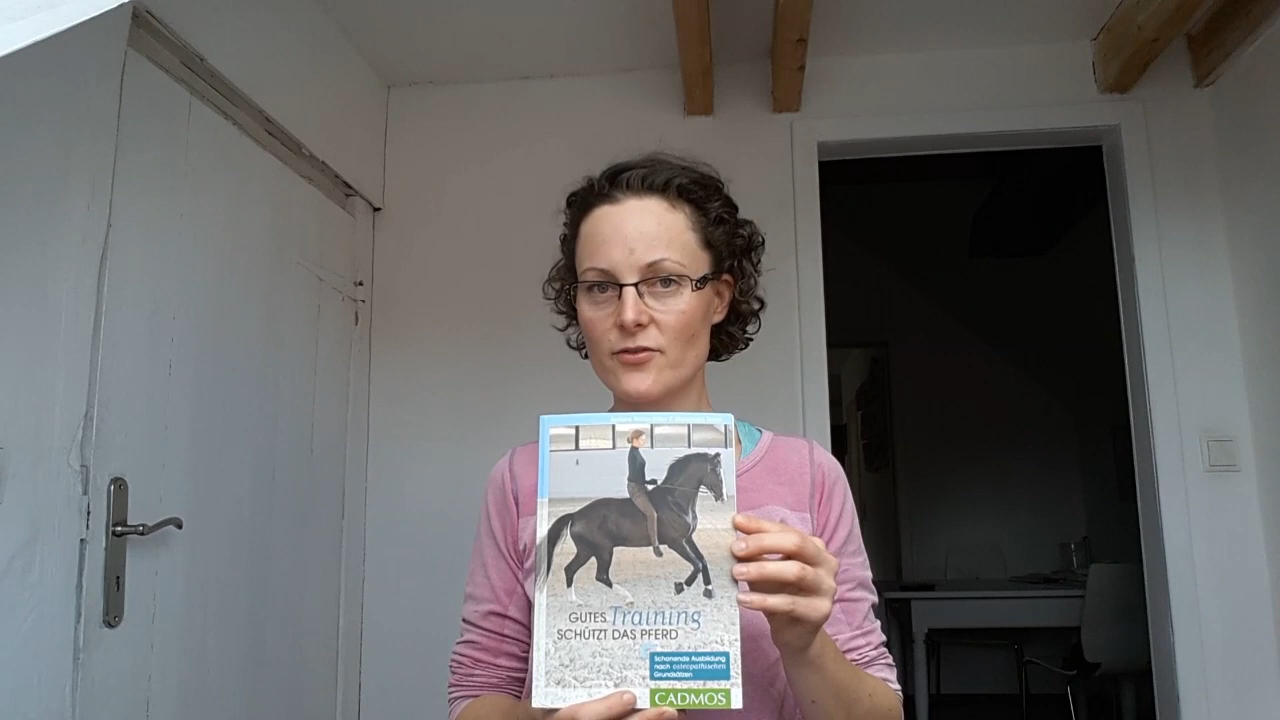 GUTES Training
SCHÜTZT DAS PFERD
Schonende Ausbildung
nach osteopathischen
Grundsätzen
CADMOS